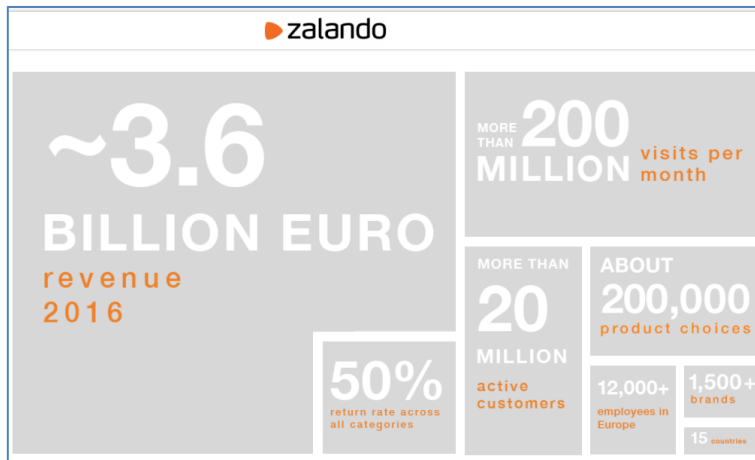 zalando
~3.6
BILLION EURO
revenue
2016
50%
return rate across
all categories
MORE
THAN 200
MILLION
visits per
month
MORE THAN
20
MILLION
active
customers
ABOUT
200,000
product choices
12,000+
employees in
Europe
1,500+
brands
15 countries